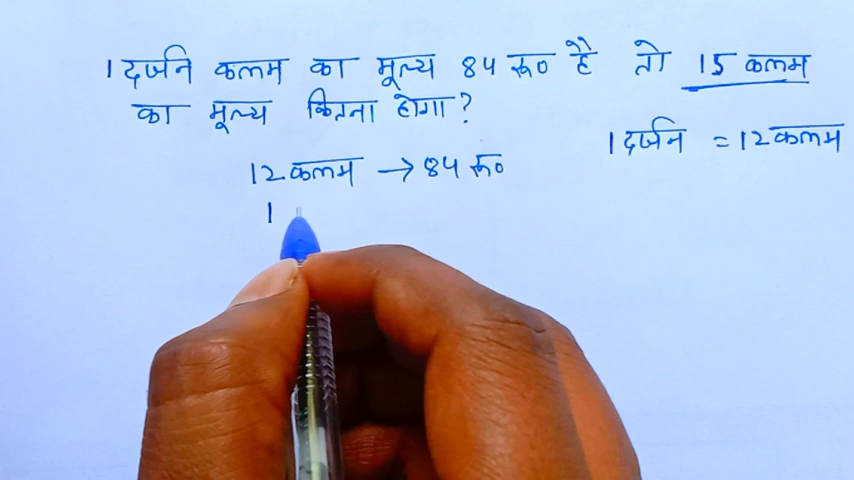 1 दर्जन कलम का मूल्य 84 रू० है तो 15 कलम
का मूल्य कितना होगा?
1 दर्जन = 12 कलम
12 कलम → 84 रू०
1